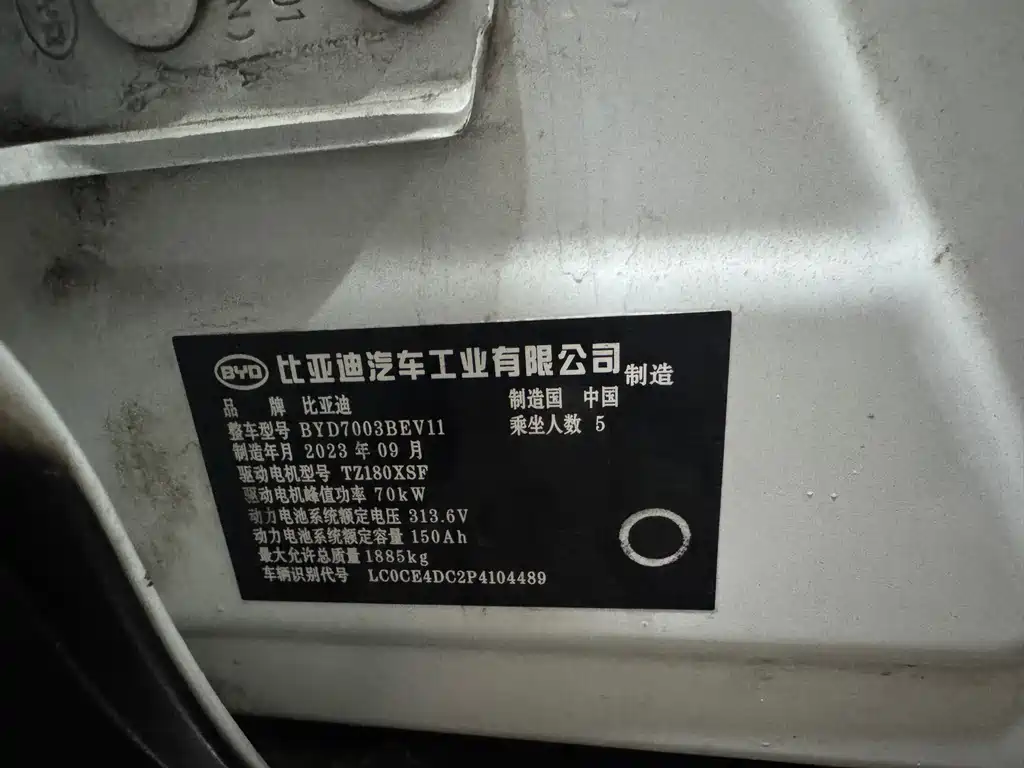 BYD 比亚迪汽车工业有限公司 制造
品 牌 比亚迪 制造国 中国
整车型号 BYD7003BEV11 乘坐人数 5
制造年月 2023 年 09 月
驱动电机型号 TZ180XSF
驱动电机峰值功率 70kW
动力电池系统额定电压 313.6V
动力电池系统额定容量 150Ah
最大允许总质量 1885kg
车辆识别代号 LC0CE4DC2P4104489